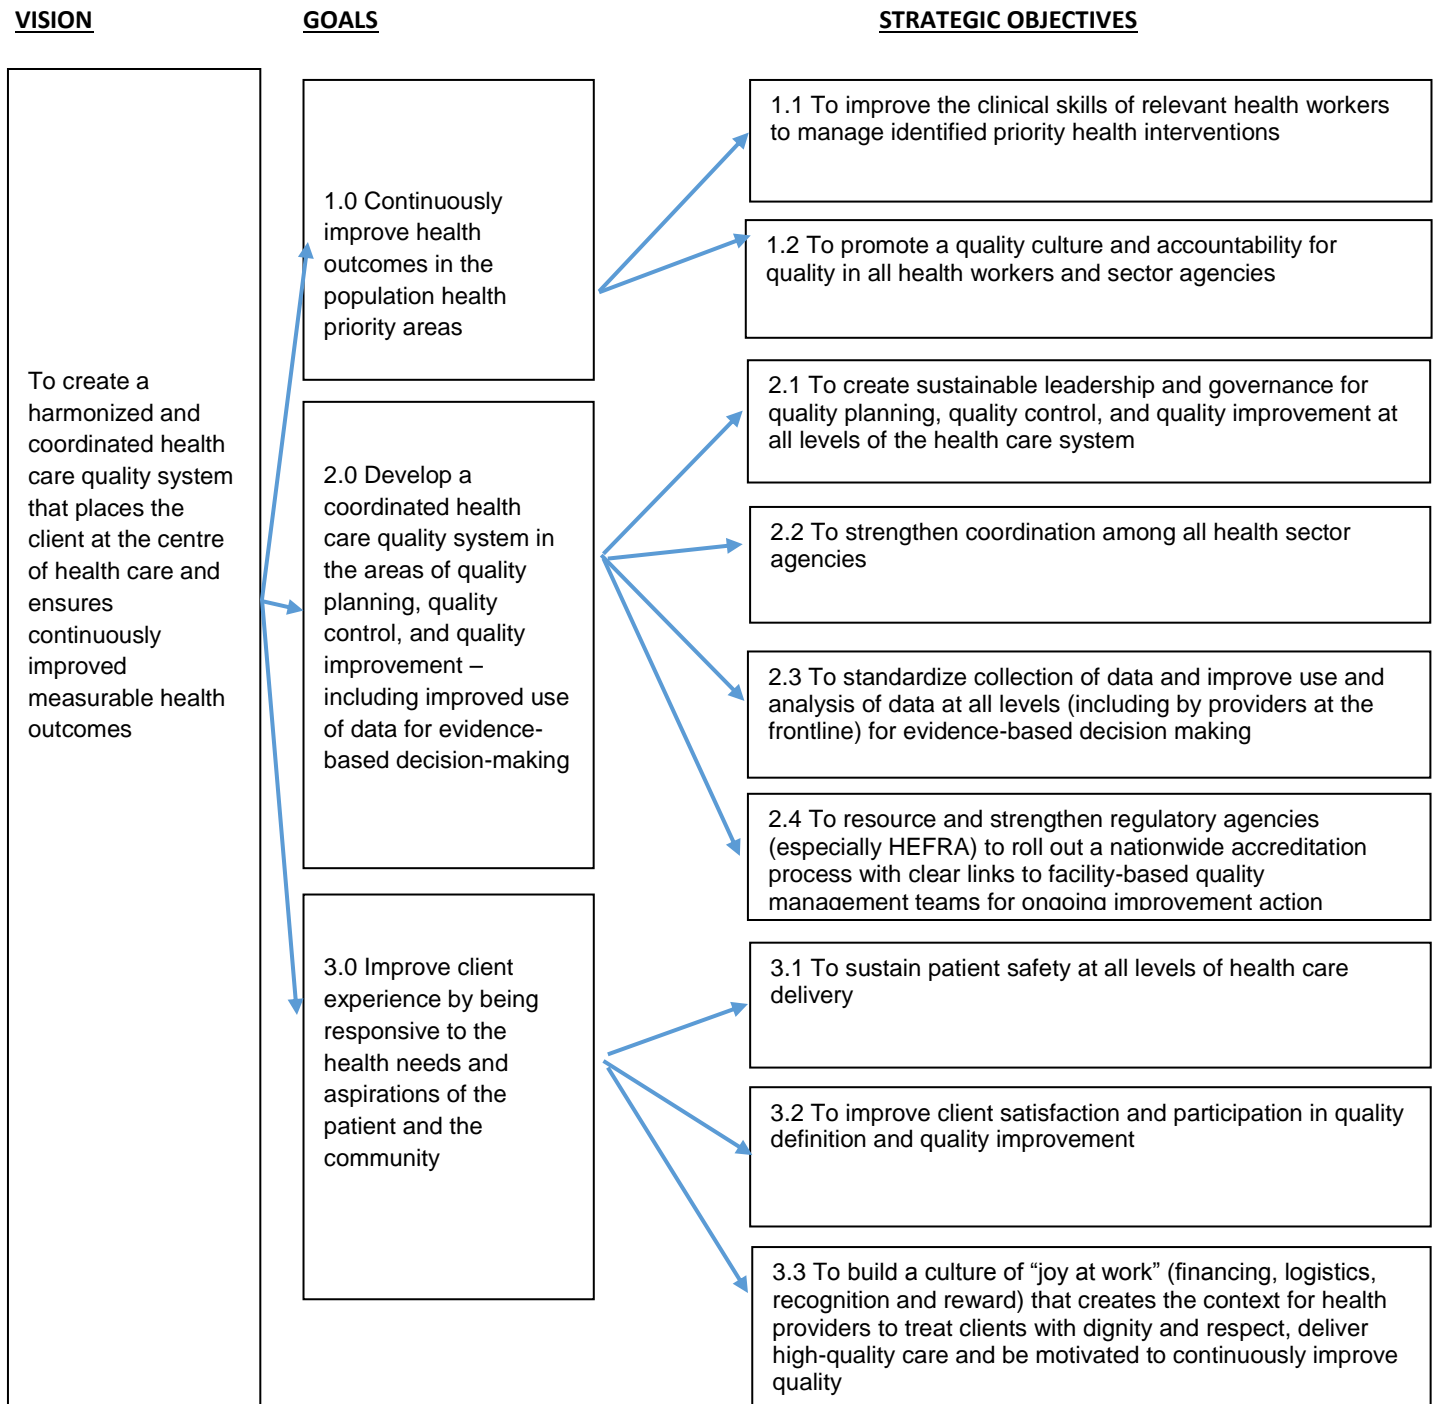 VISION
GOALS
STRATEGIC OBJECTIVES
To create a
harmonized and
coordinated health
care quality system
that places the
client at the centre
of health care and
ensures
continuously
improved
measurable health
outcomes
1.0 Continuously
improve health
outcomes in the
population health
priority areas
2.0 Develop a
coordinated health
care quality system in
the areas of quality
planning, quality
control, and quality
improvement –
including improved use
of data for evidence-
based decision-making
3.0 Improve client
experience by being
responsive to the
health needs and
aspirations of the
patient and the
community
1.1 To improve the clinical skills of relevant health workers
to manage identified priority health interventions
1.2 To promote a quality culture and accountability for
quality in all health workers and sector agencies
2.1 To create sustainable leadership and governance for
quality planning, quality control, and quality improvement at
all levels of the health care system
2.2 To strengthen coordination among all health sector
agencies
2.3 To standardize collection of data and improve use and
analysis of data at all levels (including by providers at the
frontline) for evidence-based decision making
2.4 To resource and strengthen regulatory agencies
(especially HEFRA) to roll out a nationwide accreditation
process with clear links to facility-based quality
management teams for ongoing improvement action
3.1 To sustain patient safety at all levels of health care
delivery
3.2 To improve client satisfaction and participation in quality
definition and quality improvement
3.3 To build a culture of “joy at work” (financing, logistics,
recognition and reward) that creates the context for health
providers to treat clients with dignity and respect, deliver
high-quality care and be motivated to continuously improve
quality